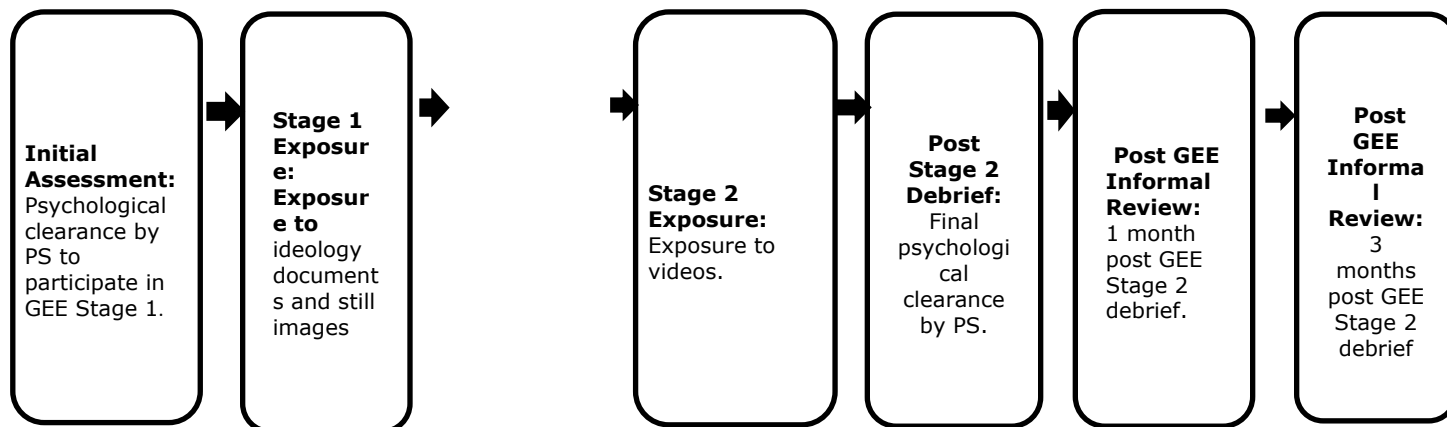 Initial
Assessment:
Psychological
clearance by
PS to
participate in
GEE Stage 1.
Stage 1
Exposur
e:
Exposur
e to
ideology
document
s and still
images
Stage 2
Exposure:
Exposure to
videos.
Post
Stage 2
Debrief:
Final
psychologi
cal
clearance
by PS.
Post GEE
Informal
Review:
1 month
post GEE
Stage 2
debrief.
Post
GEE
Informa
l
Review:
3
months
post GEE
Stage 2
debrief